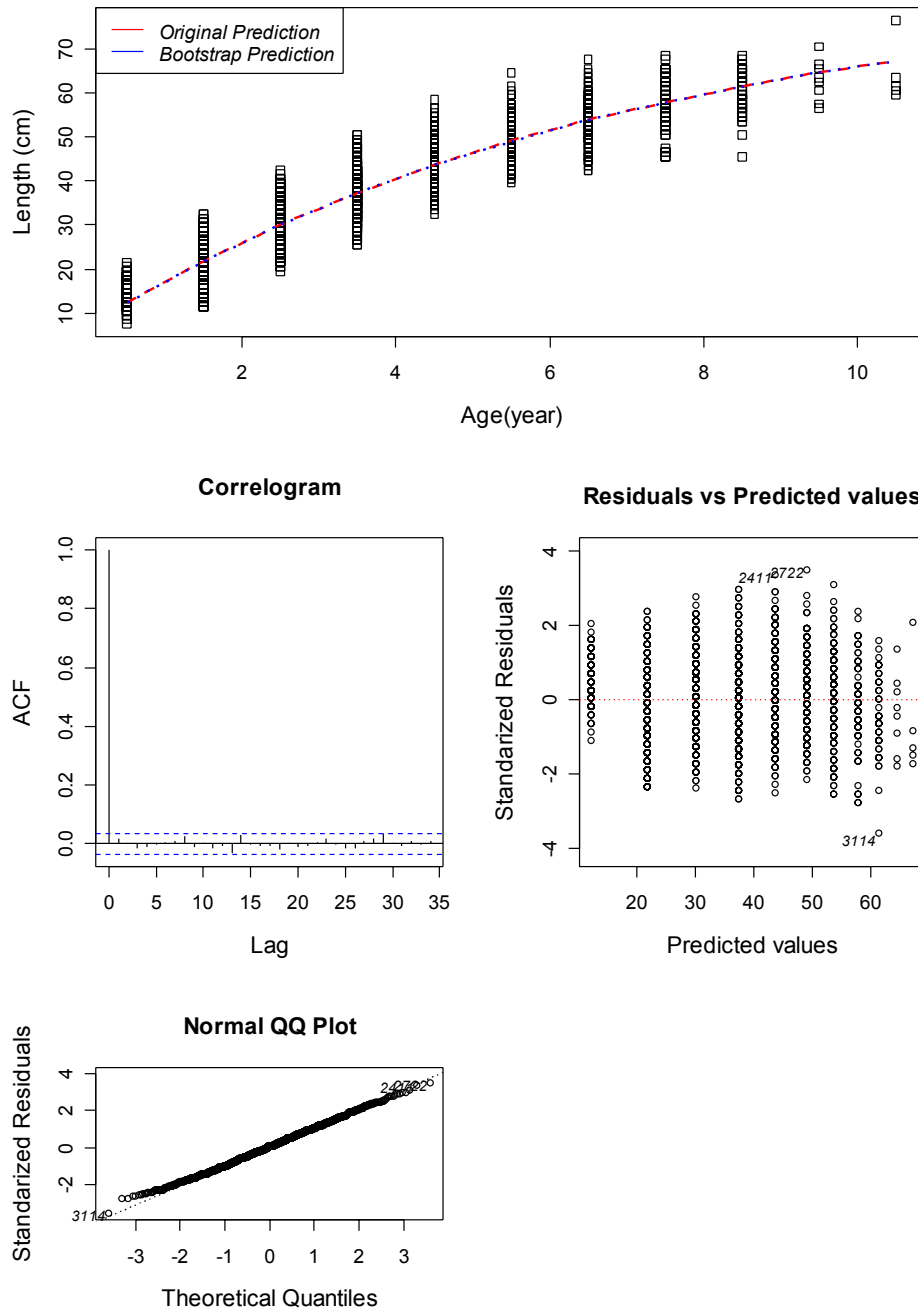 Original Prediction
Bootstrap Prediction
Length (cm)
10 20 30 40 50 60 70
2 4 6 8 10
Age(year)
Correlogram
ACF
0.0 0.2 0.4 0.6 0.8 1.0
0 5 10 15 20 25 30 35
Lag
Residuals vs Predicted values
Standarized Residuals
-4 -2 0 2 4
2411 2722
3114
20 30 40 50 60
Predicted values
Normal QQ Plot
Standarized Residuals
-2 0 2 4
3114
-3 -2 -1 0 1 2 3
Theoretical Quantiles